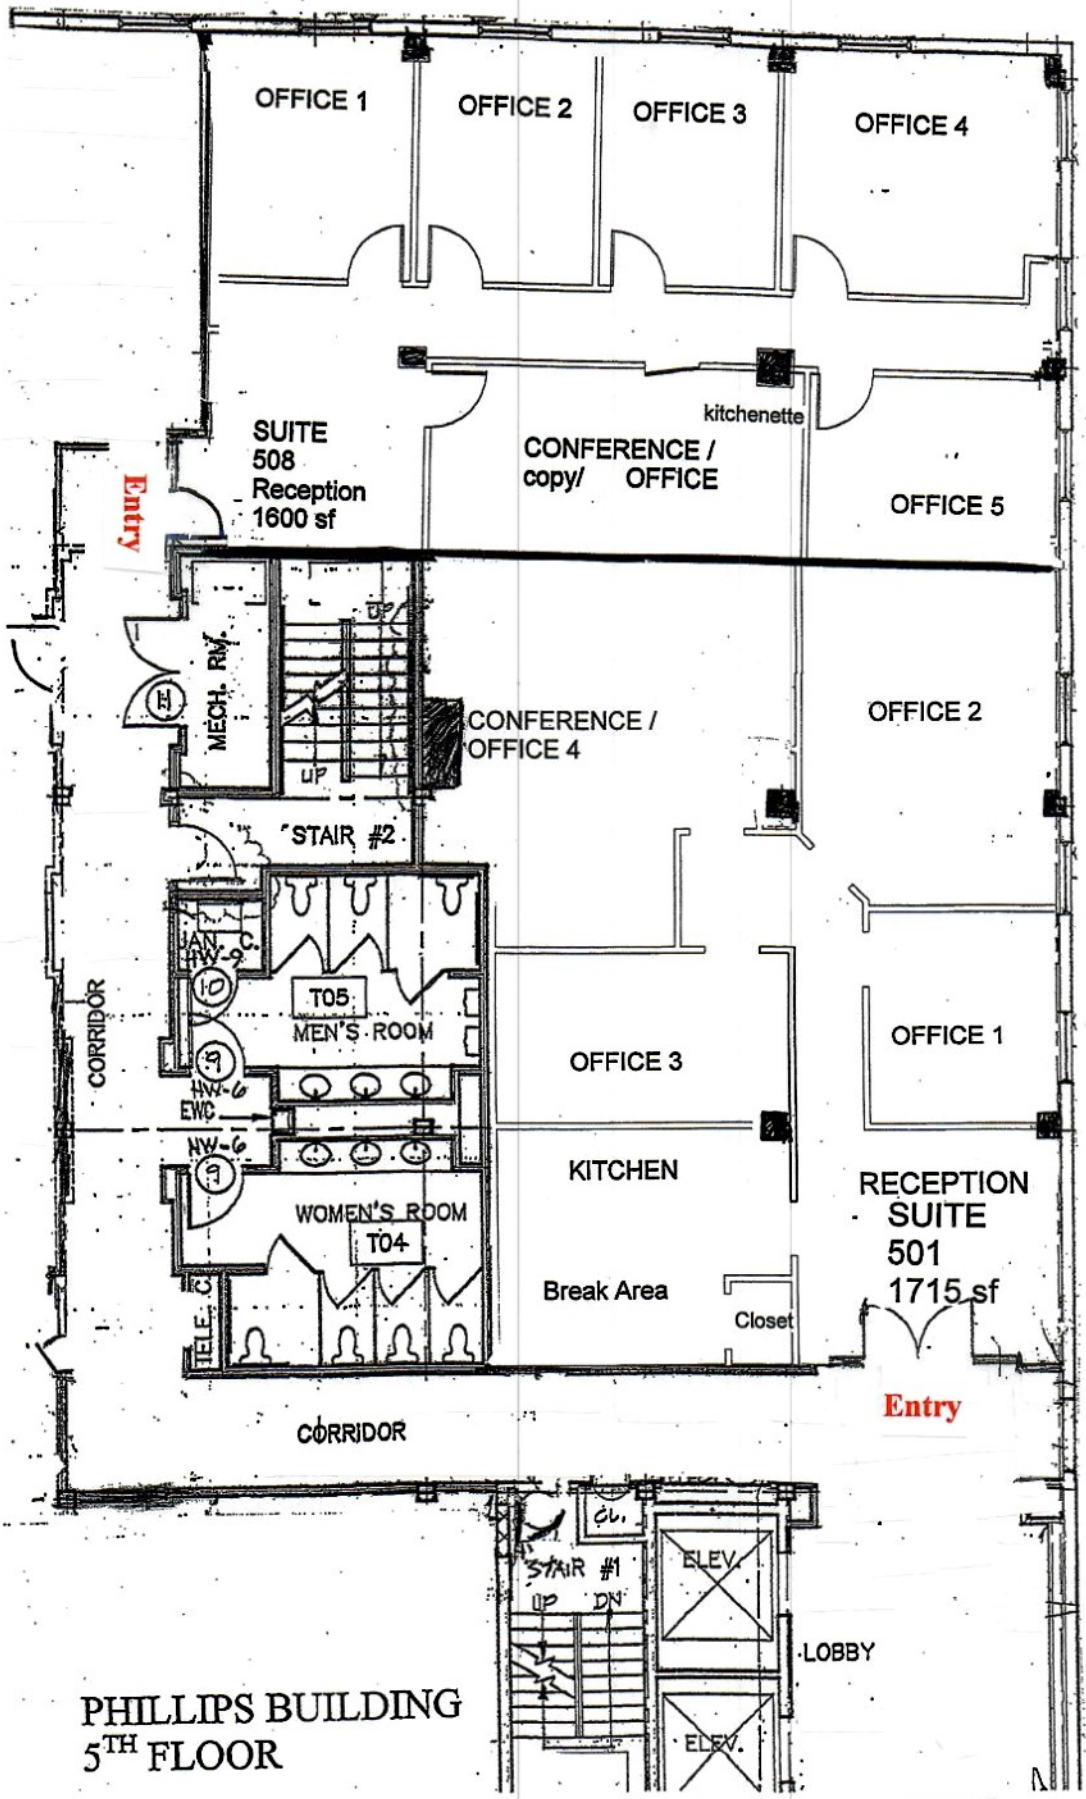 OFFICE 1
OFFICE 2
OFFICE 3
OFFICE 4
kitchenette
SUITE
508
Reception
1600 sf
CONFERENCE /
copy/ OFFICE
OFFICE 5
Entry
MECH. RM.
UP
UP
CONFERENCE /
OFFICE 4
OFFICE 2
STAIR #2
JAN. C.
HW-9
10
T05
MEN'S ROOM
CORRIDOR
OFFICE 3
OFFICE 1
HW-6
EWC
HW-6
9
KITCHEN
WOMEN'S ROOM
T04
RECEPTION
SUITE
501
1715 sf
Break Area
Closet
TELE. C.
Entry
CORRIDOR
CL.
STAIR #1
UP DN
ELEV.
LOBBY
ELEV.
PHILLIPS BUILDING
5TH FLOOR